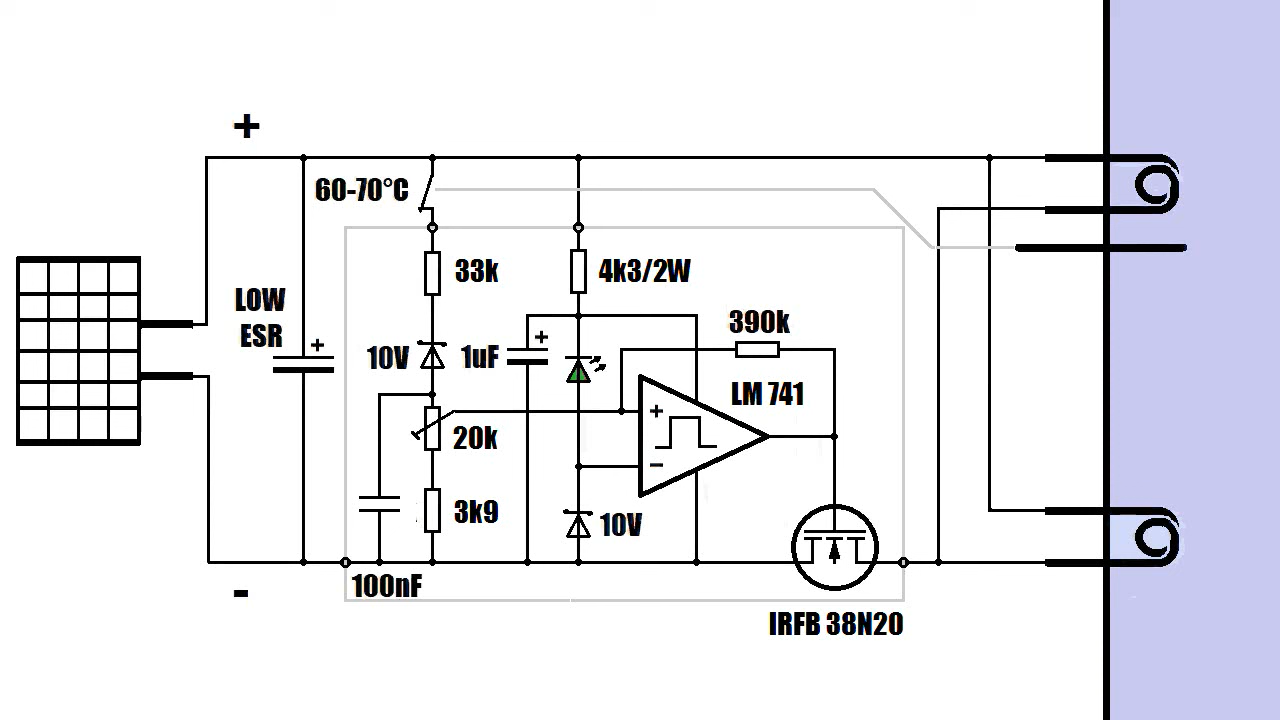 +
60-70°C
33k
4k3/2W
LOW
ESR
+
10V
1uF
+
390k
LM 741
+
-
20k
3k9
10V
100nF
-
IRFB 38N20